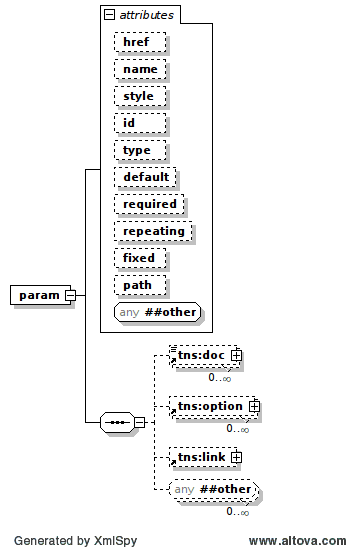 attributes
href
name
style
id
type
default
required
repeating
fixed
path
any ##other
param
tns:doc
0..∞
tns:option
0..∞
tns:link
any ##other
0..∞
Generated by XmlSpy
www.altova.com